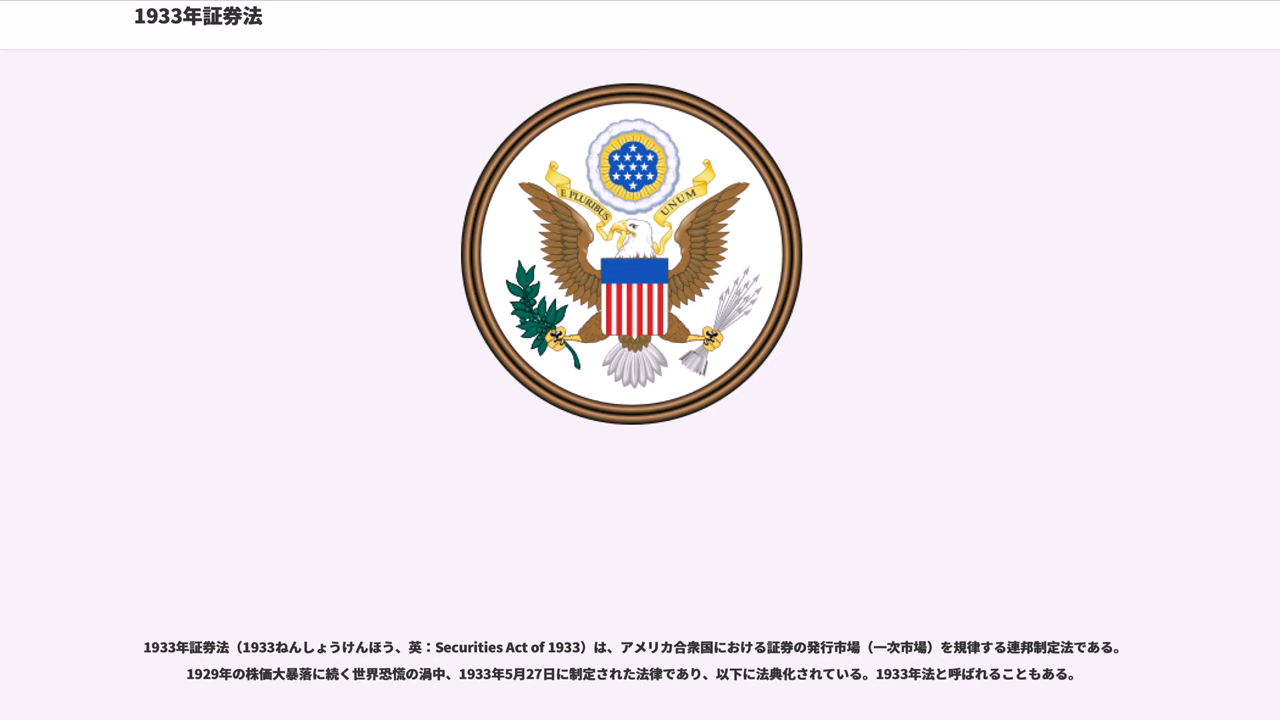 1933年証券法
E PLURIBUS UNUM
1933年証券法（1933ねんしょうけんほう、英：Securities Act of 1933）は、アメリカ合衆国における証券の発行市場（一次市場）を規律する連邦制定法である。
1929年の株価大暴落に続く世界恐慌の渦中、1933年5月27日に制定された法律であり、以下に法典化されている。1933年法と呼ばれることもある。